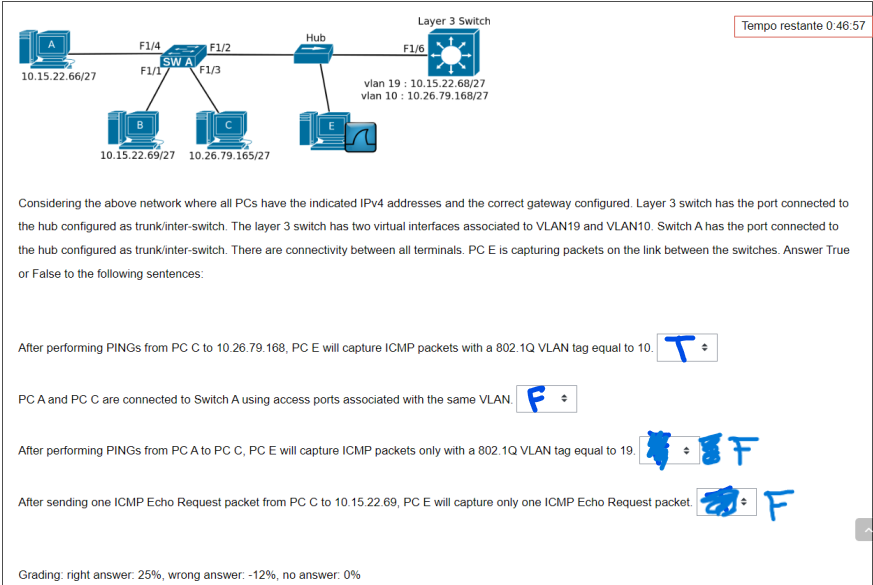 Layer 3 Switch
Tempo restante 0:46:57
Hub
A
F1/4
F1/2
F1/6
SW A
F1/1
F1/3
10.15.22.66/27
vlan 19 : 10.15.22.68/27
vlan 10 : 10.26.79.168/27
B
C
E
10.15.22.69/27
10.26.79.165/27
Considering the above network where all PCs have the indicated IPv4 addresses and the correct gateway configured. Layer 3 switch has the port connected to
the hub configured as trunk/inter-switch. The layer 3 switch has two virtual interfaces associated to VLAN19 and VLAN10. Switch A has the port connected to
the hub configured as trunk/inter-switch. There are connectivity between all terminals. PC E is capturing packets on the link between the switches. Answer True
or False to the following sentences:
After performing PINGs from PC C to 10.26.79.168, PC E will capture ICMP packets with a 802.1Q VLAN tag equal to 10. T
PC A and PC C are connected to Switch A using access ports associated with the same VLAN. F
After performing PINGs from PC A to PC C, PC E will capture ICMP packets only with a 802.1Q VLAN tag equal to 19. F
After sending one ICMP Echo Request packet from PC C to 10.15.22.69, PC E will capture only one ICMP Echo Request packet. F
Grading: right answer: 25%, wrong answer: -12%, no answer: 0%